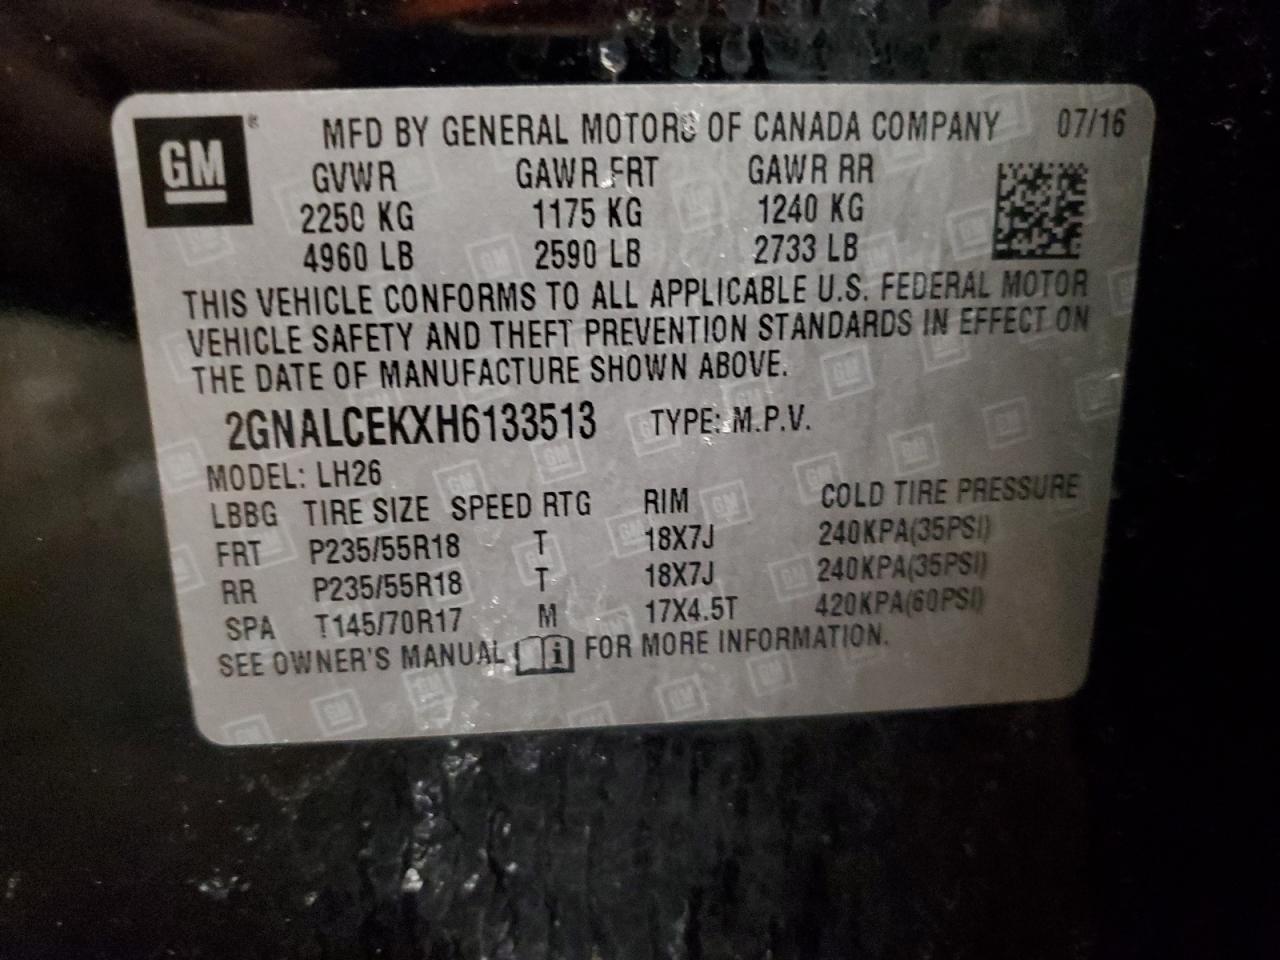 GM ® MFD BY GENERAL MOTORS OF CANADA COMPANY 07/16
GVWR GAWR FRT GAWR RR
2250 KG 1175 KG 1240 KG
4960 LB 2590 LB 2733 LB
THIS VEHICLE CONFORMS TO ALL APPLICABLE U.S. FEDERAL MOTOR
VEHICLE SAFETY AND THEFT PREVENTION STANDARDS IN EFFECT ON
THE DATE OF MANUFACTURE SHOWN ABOVE.
2GNALCEKXH6133513 TYPE: M.P.V.
MODEL: LH26
LBBG TIRE SIZE SPEED RTG RIM COLD TIRE PRESSURE
FRT P235/55R18 T 18X7J 240KPA(35PSI)
RR P235/55R18 T 18X7J 240KPA(35PSI)
SPA T145/70R17 M 17X4.5T 420KPA(60PSI)
SEE OWNER'S MANUAL i FOR MORE INFORMATION.